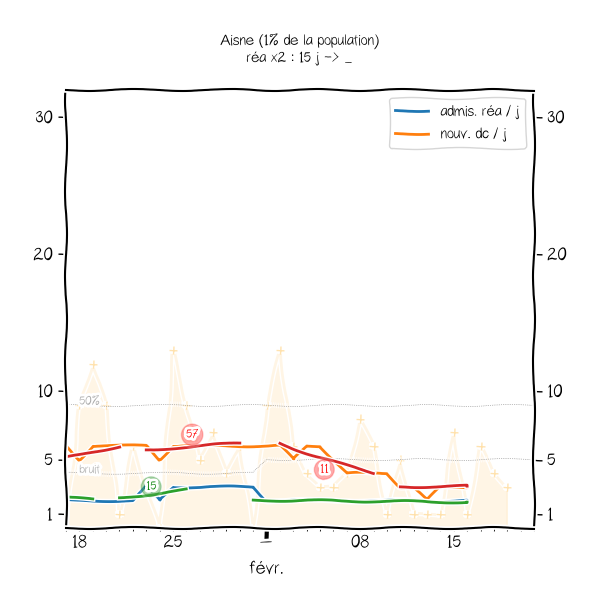 Aisne (1% de la population)
réa x2 : 15 j -> _
admis. réa / j
nouv. dc / j
30 30
20 20
10 10
50%
57
5 5
bruit
11
15
1 1
18 25 1 08 15
févr.